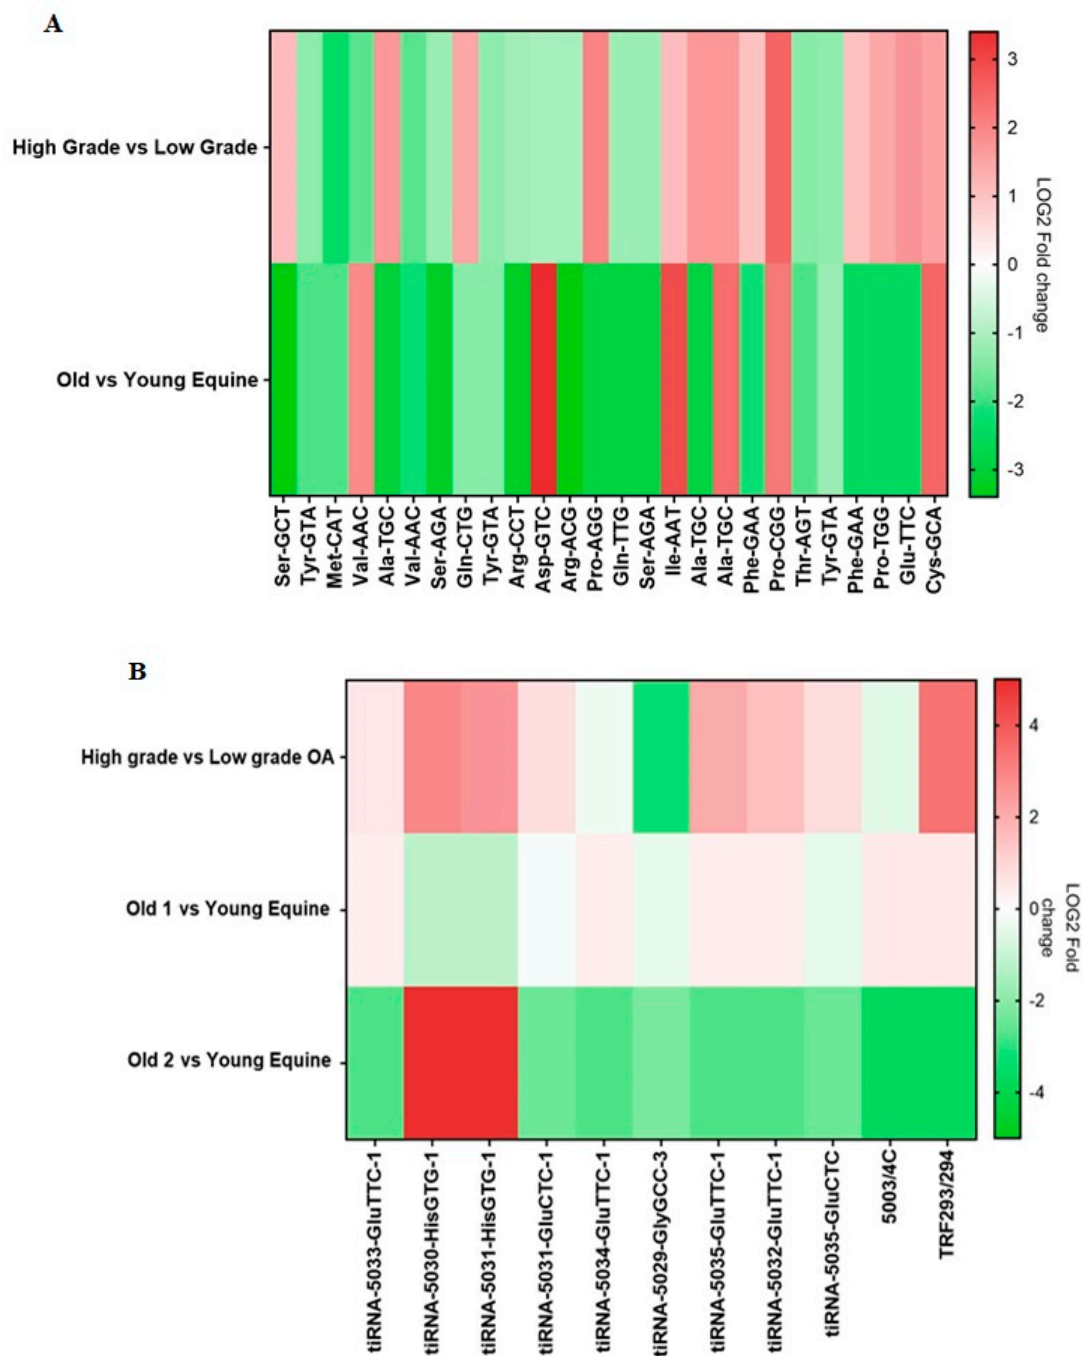 A
High Grade vs Low Grade
Old vs Young Equine
3
2
1
0
-1
-2
-3
LOG2 Fold change
Ser-GCT
Tyr-GTA
Met-CAT
Val-AAC
Ala-TGC
Val-AAC
Ser-AGA
Gln-CTG
Tyr-GTA
Arg-CCT
Asp-GTC
Arg-ACG
Pro-AGG
Gln-TTG
Ser-AGA
Ile-AAT
Ala-TGC
Ala-TGC
Phe-GAA
Pro-CGG
Thr-AGT
Tyr-GTA
Phe-GAA
Pro-TGG
Glu-TTC
Cys-GCA
B
High grade vs Low grade OA
Old 1 vs Young Equine
Old 2 vs Young Equine
4
2
0
-2
-4
LOG2 Fold
change
tiRNA-5033-GluTTC-1
tiRNA-5030-HisGTG-1
tiRNA-5031-HisGTG-1
tiRNA-5031-GluCTC-1
tiRNA-5034-GluTTC-1
tiRNA-5029-GlyGCC-3
tiRNA-5035-GluTTC-1
tiRNA-5032-GluTTC-1
tiRNA-5035-GluCTC
5003/4C
TRF293/294